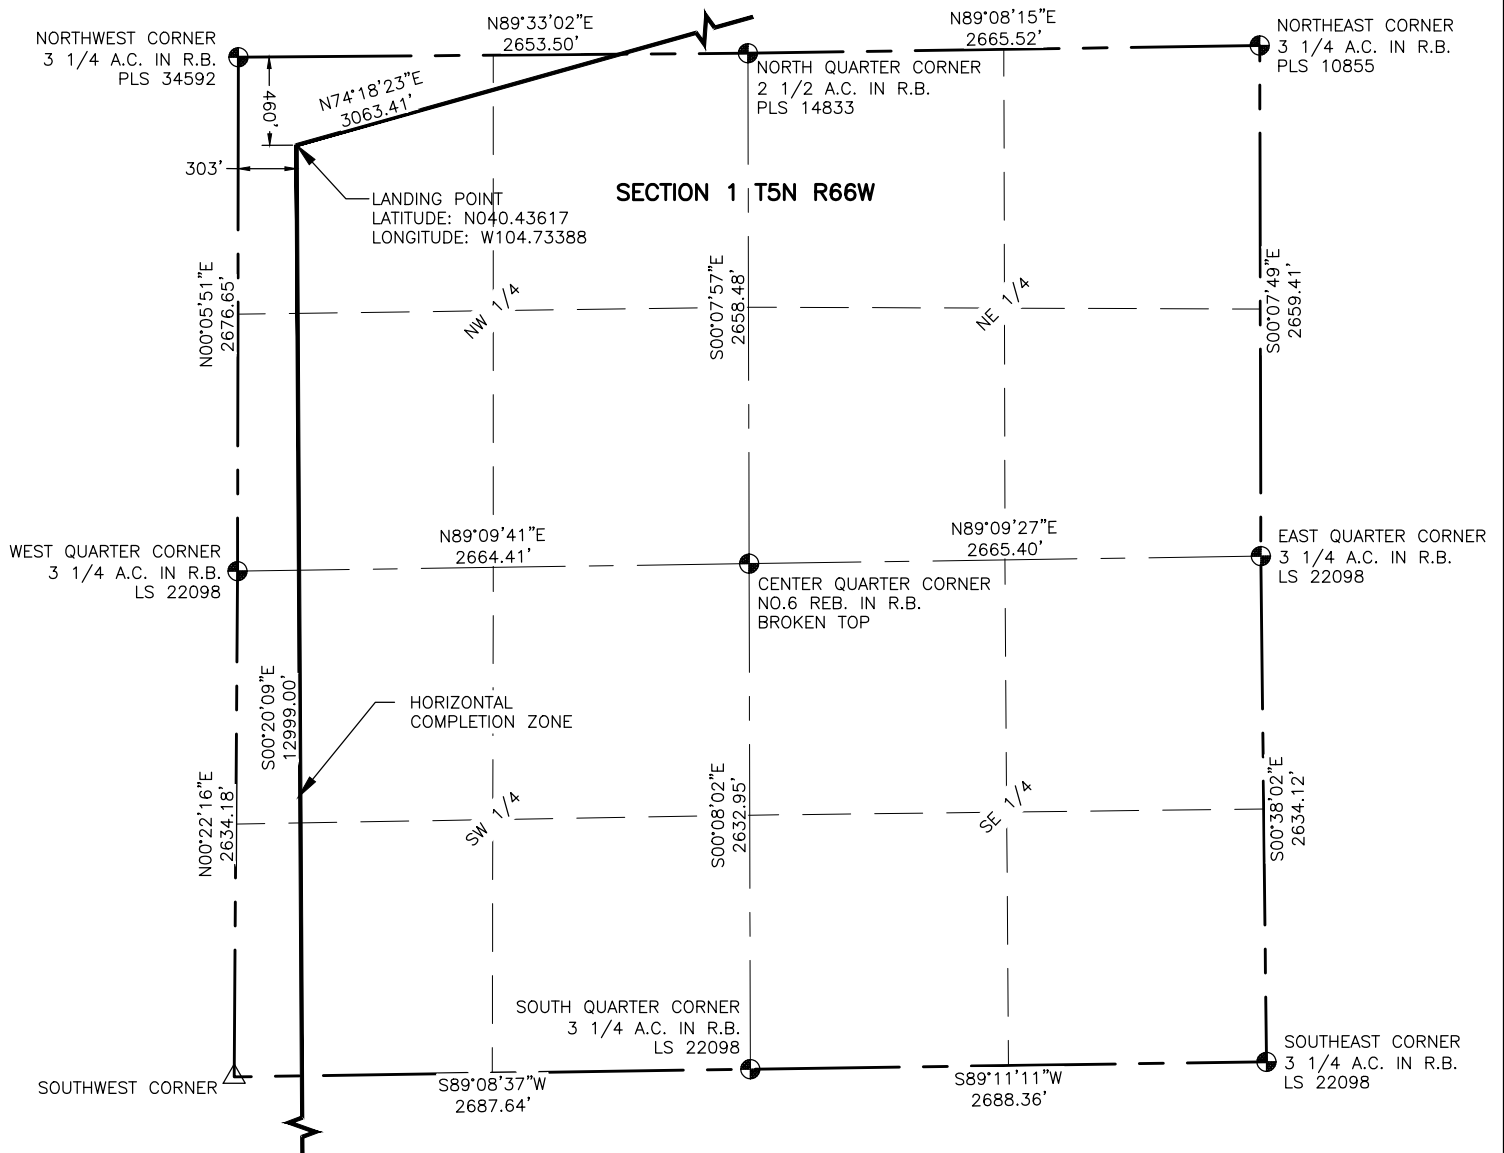 N89°33'02"E
2653.50'
N89°08'15"E
2665.52'
NORTHWEST CORNER
3 1/4 A.C. IN R.B.
PLS 34592
NORTHEAST CORNER
3 1/4 A.C. IN R.B.
PLS 10855
NORTH QUARTER CORNER
2 1/2 A.C. IN R.B.
PLS 14833
N74°18'23"E
3063.41'
460'
303'
LANDING POINT
LATITUDE: N040.43617
LONGITUDE: W104.73388
SECTION 1 T5N R66W
N00°05'51"E
2676.65'
NW 1/4
S00°07'57"E
2658.48'
NE 1/4
S00°07'49"E
2659.41'
WEST QUARTER CORNER
3 1/4 A.C. IN R.B.
LS 22098
N89°09'41"E
2664.41'
N89°09'27"E
2665.40'
EAST QUARTER CORNER
3 1/4 A.C. IN R.B.
LS 22098
CENTER QUARTER CORNER
NO.6 REB. IN R.B.
BROKEN TOP
S00°20'09"E
12999.00'
HORIZONTAL
COMPLETION ZONE
N00°22'16"E
2634.18'
SW 1/4
S00°08'02"E
2632.95'
SE 1/4
S00°38'02"E
2634.12'
SOUTH QUARTER CORNER
3 1/4 A.C. IN R.B.
LS 22098
SOUTHEAST CORNER
3 1/4 A.C. IN R.B.
LS 22098
SOUTHWEST CORNER
S89°08'37"W
2687.64'
S89°11'11"W
2688.36'